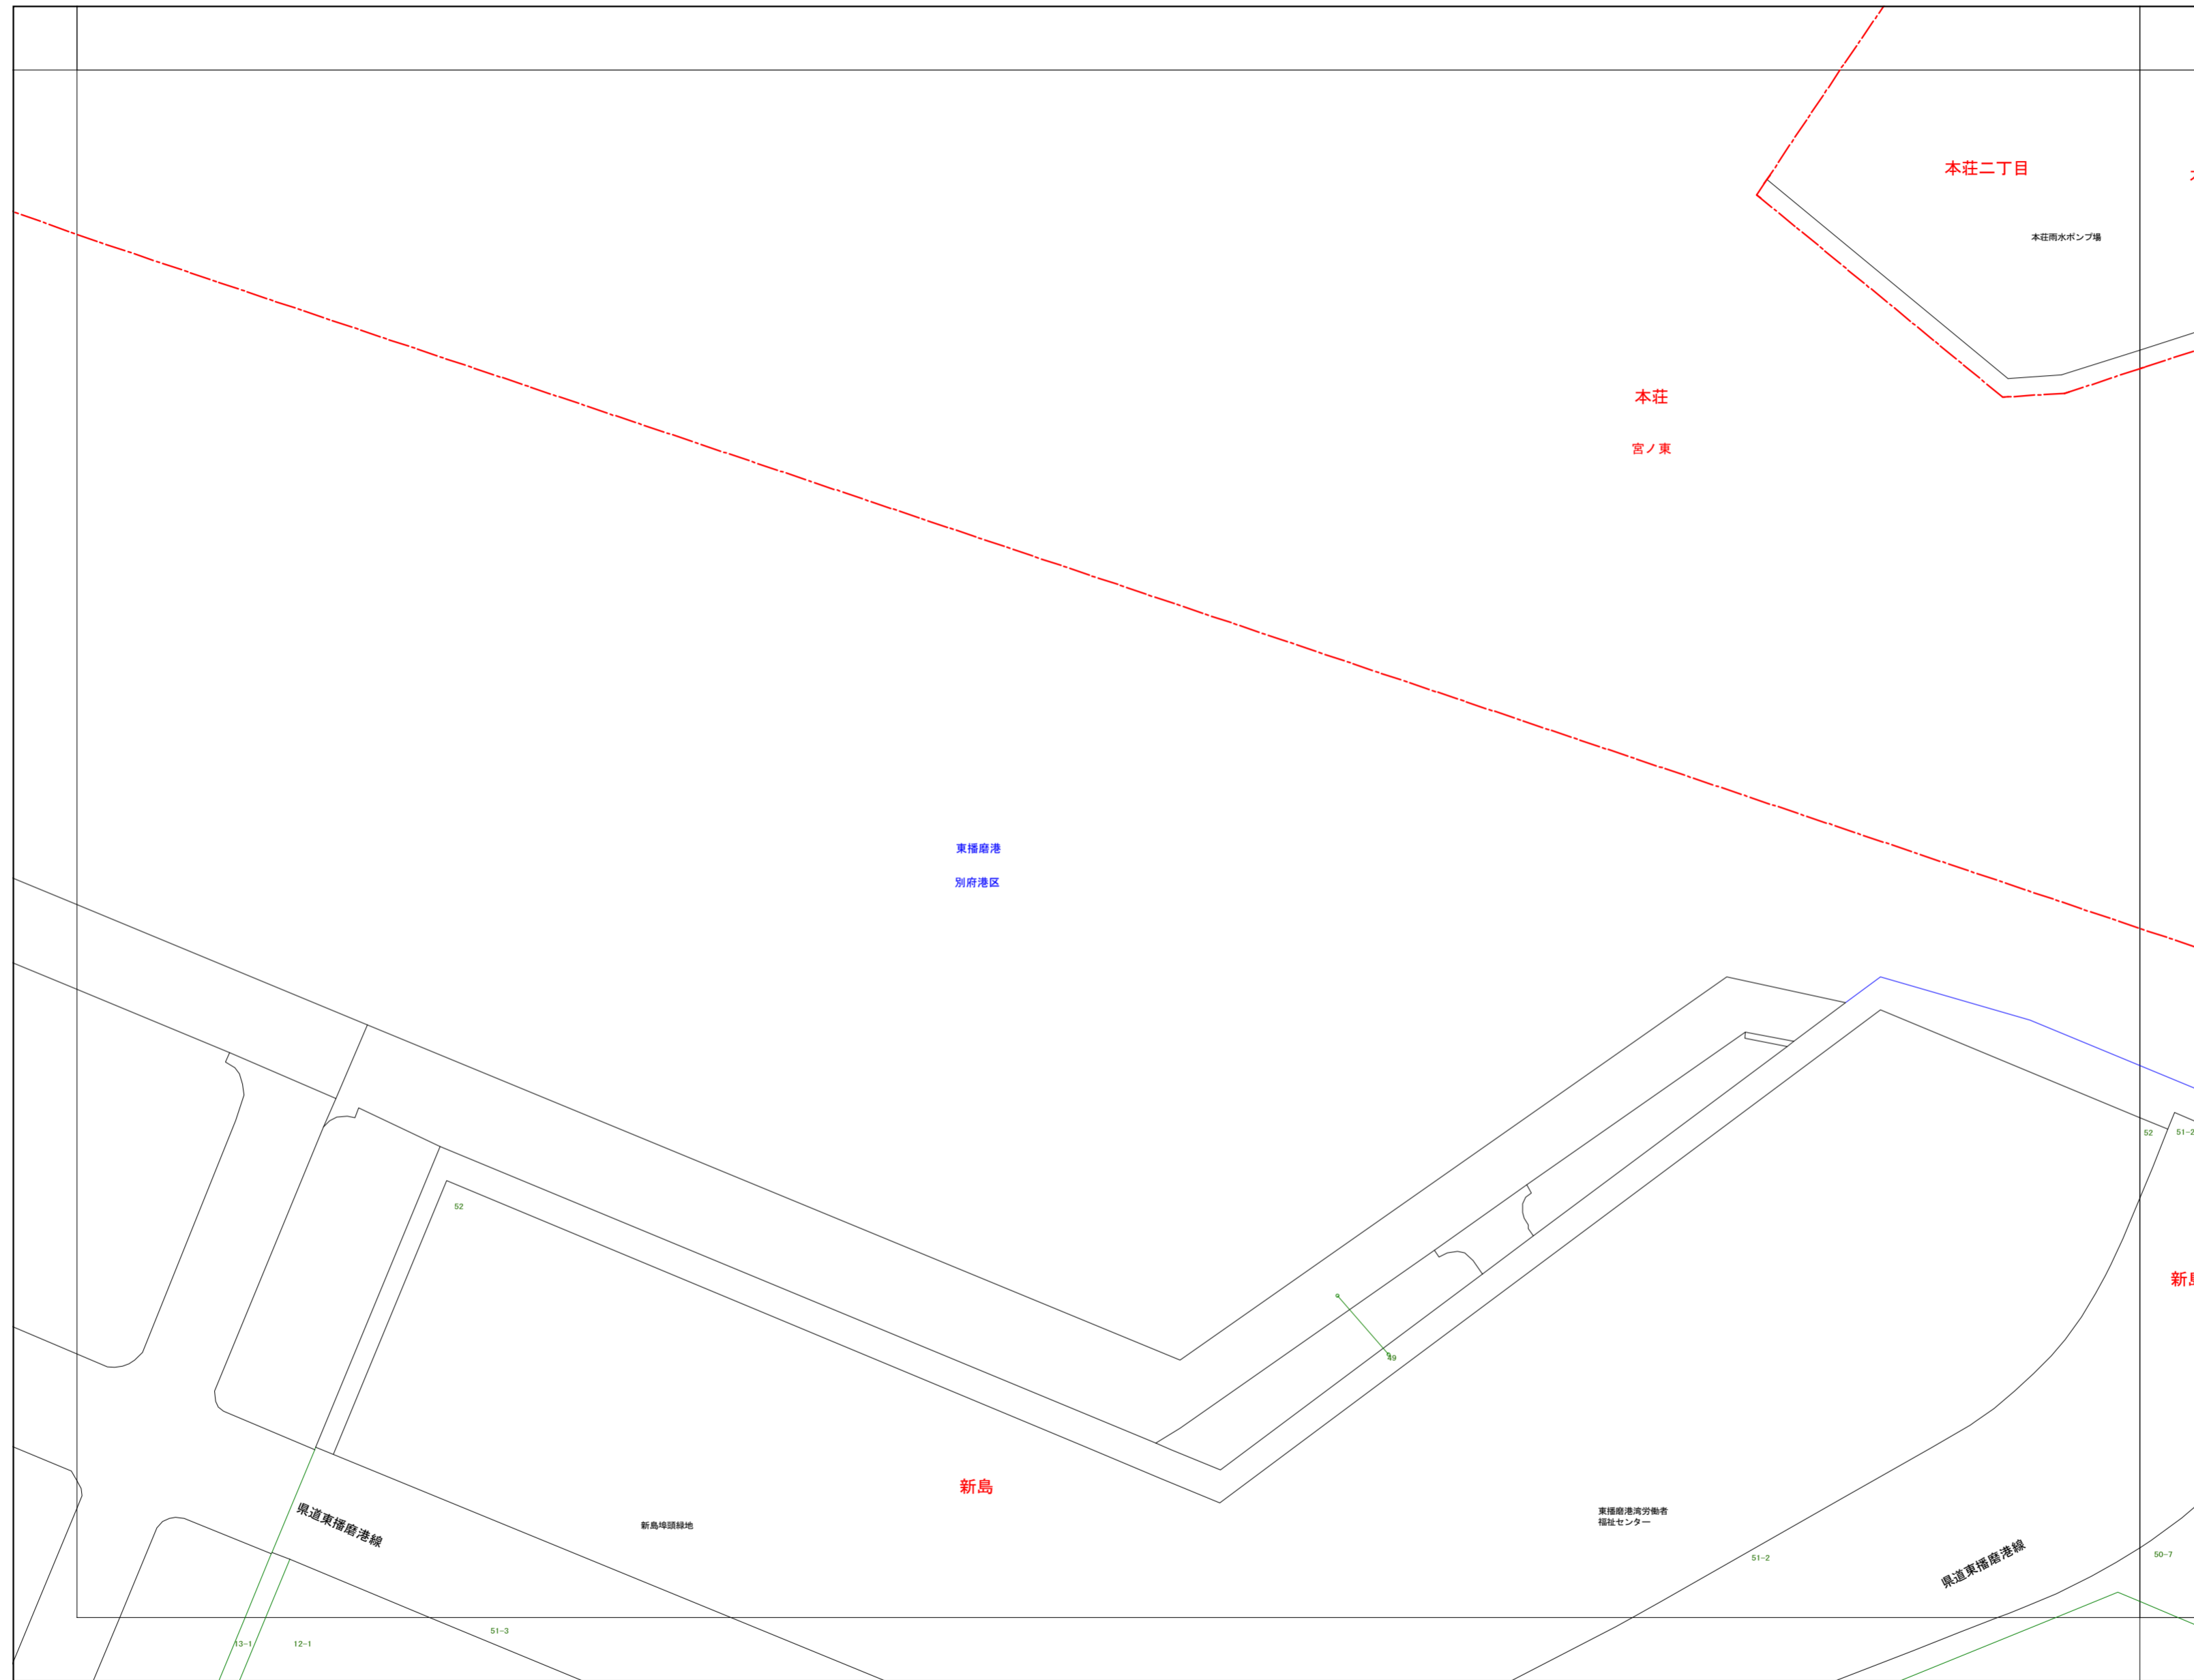 本荘二丁目
本荘雨水ポンプ場
本荘
宮ノ東
東播磨港
別府港区
52
51-2
52
新島
49
新島
県道東播磨港線
新島埠頭緑地
東播磨港湾労働者
福祉センター
51-2
県道東播磨港線
50-7
51-3
13-1
12-1